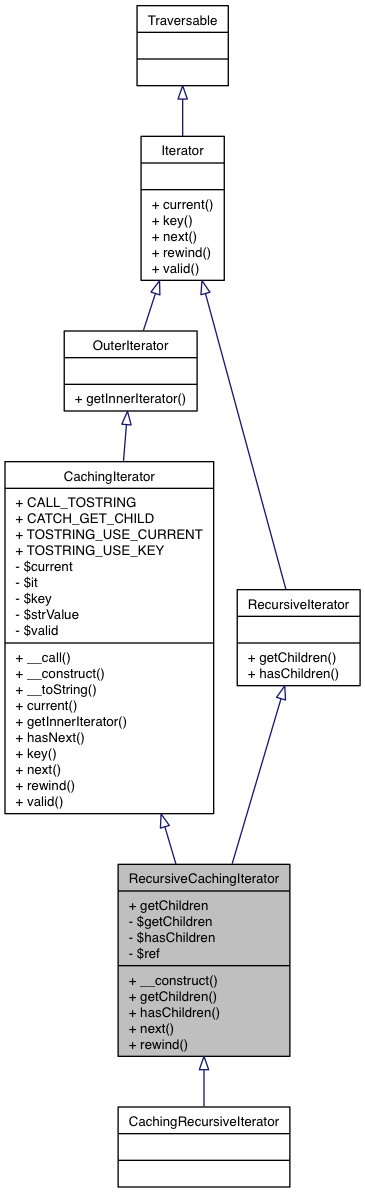 Traversable
Iterator
+ current()
+ key()
+ next()
+ rewind()
+ valid()
OuterIterator
+ getInnerIterator()
CachingIterator
+ CALL_TOSTRING
+ CATCH_GET_CHILD
+ TOSTRING_USE_CURRENT
+ TOSTRING_USE_KEY
- $current
- $it
- $key
- $strValue
- $valid
+ __call()
+ __construct()
+ __toString()
+ current()
+ getInnerIterator()
+ hasNext()
+ key()
+ next()
+ rewind()
+ valid()
RecursiveIterator
+ getChildren()
+ hasChildren()
RecursiveCachingIterator
+ getChildren
- $getChildren
- $hasChildren
- $ref
+ __construct()
+ getChildren()
+ hasChildren()
+ next()
+ rewind()
CachingRecursiveIterator